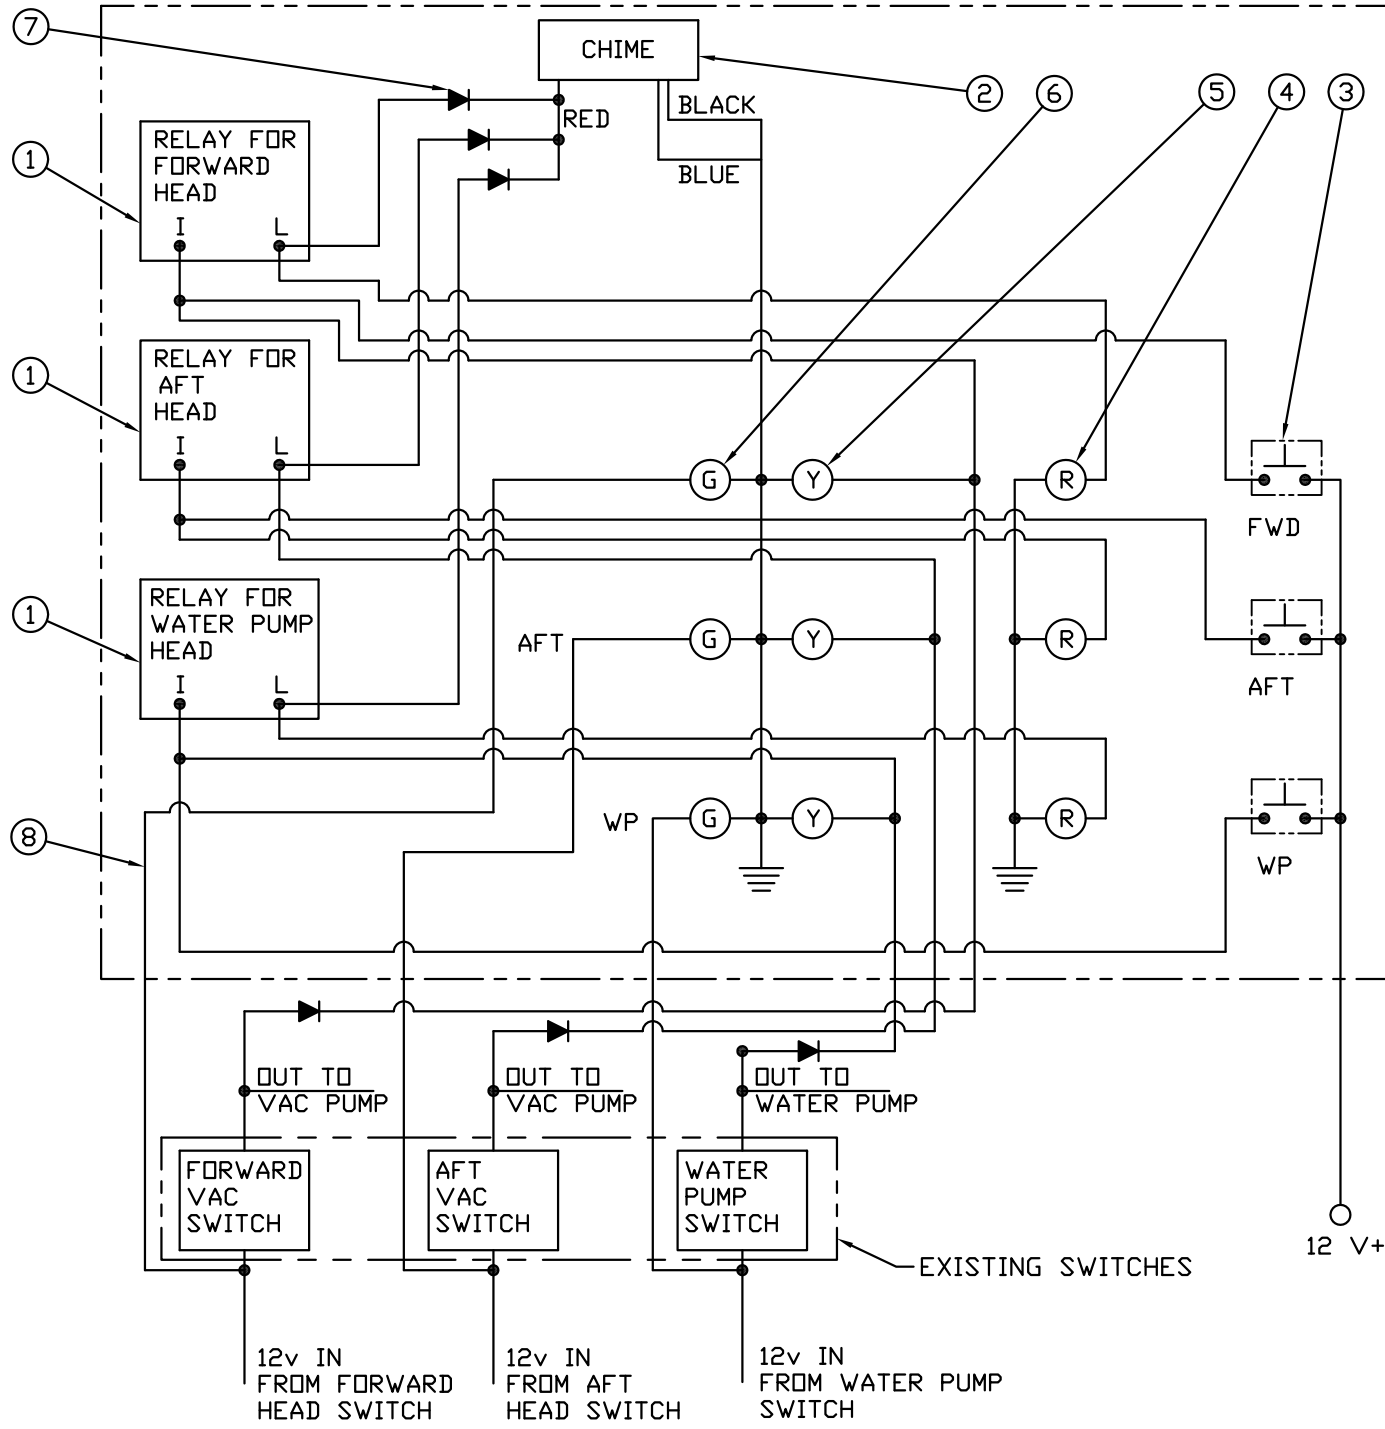 7
CHIME
2
6
5
4
3
BLACK
RED
BLUE
1
RELAY FOR
FORWARD
HEAD
I L
1
RELAY FOR
AFT
HEAD
I L
G Y R
FWD
1
RELAY FOR
WATER PUMP
HEAD
I L
AFT G Y R
AFT
8
WP G Y R
WP
OUT TO
VAC PUMP
OUT TO
VAC PUMP
OUT TO
WATER PUMP
FORWARD
VAC
SWITCH
AFT
VAC
SWITCH
WATER
PUMP
SWITCH
EXISTING SWITCHES
12 V+
12v IN
FROM FORWARD
HEAD SWITCH
12v IN
FROM AFT
HEAD SWITCH
12v IN
FROM WATER PUMP
SWITCH